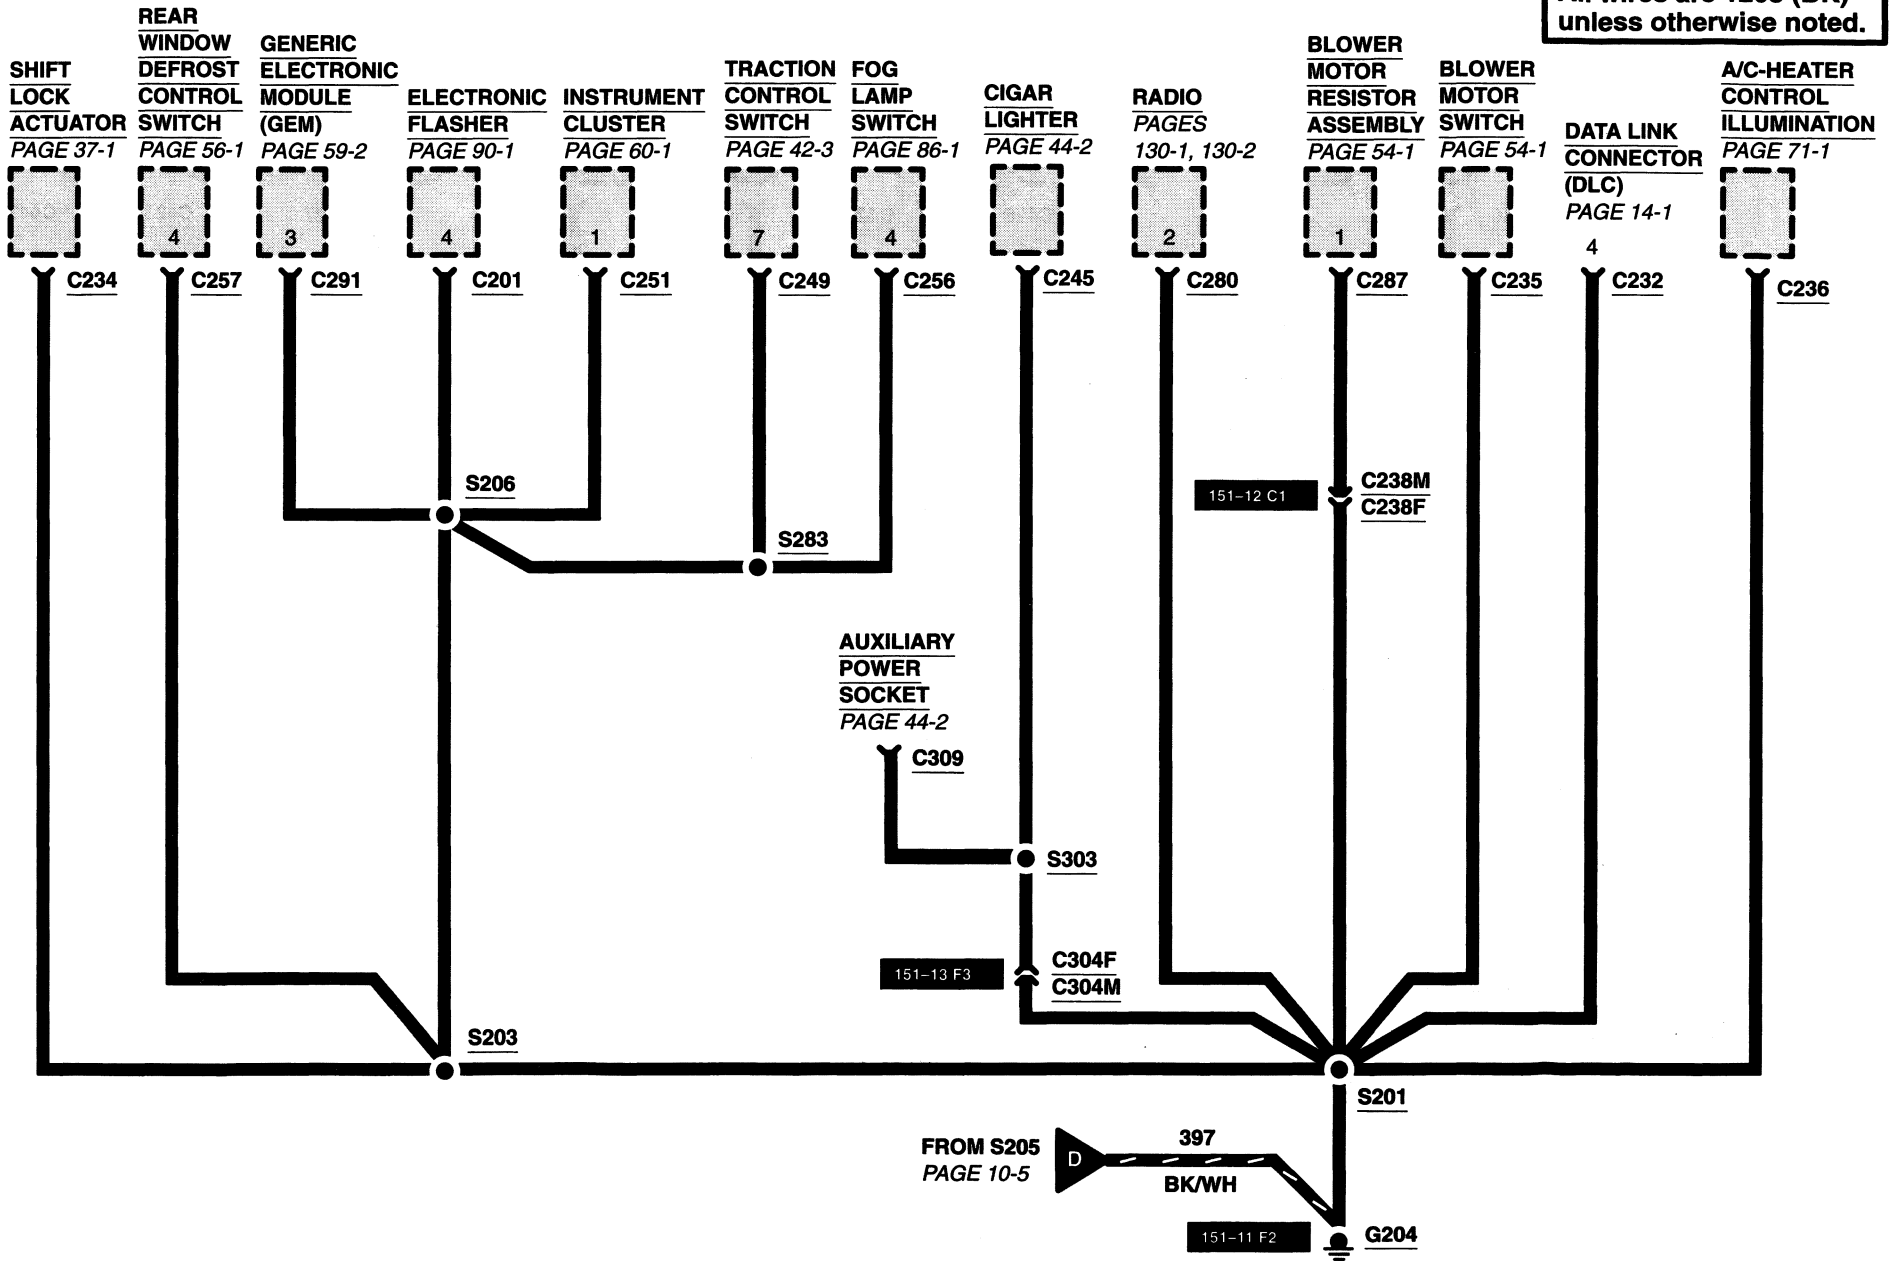 unless otherwise noted.
SHIFT
LOCK
ACTUATOR
PAGE 37-1
REAR
WINDOW
DEFROST
CONTROL
SWITCH
PAGE 56-1
GENERIC
ELECTRONIC
MODULE
(GEM)
PAGE 59-2
ELECTRONIC
FLASHER
PAGE 90-1
INSTRUMENT
CLUSTER
PAGE 60-1
TRACTION
CONTROL
SWITCH
PAGE 42-3
FOG
LAMP
SWITCH
PAGE 86-1
CIGAR
LIGHTER
PAGE 44-2
RADIO
PAGES
130-1, 130-2
BLOWER
MOTOR
RESISTOR
ASSEMBLY
PAGE 54-1
BLOWER
MOTOR
SWITCH
PAGE 54-1
DATA LINK
CONNECTOR
(DLC)
PAGE 14-1
A/C-HEATER
CONTROL
ILLUMINATION
PAGE 71-1
4
3
4
1
7
4
2
1
4
C234
C257
C291
C201
C251
C249
C256
C245
C280
C287
C235
C232
C236
S206
151-12 C1
C238M
C238F
S283
AUXILIARY
POWER
SOCKET
PAGE 44-2
C309
S303
151-13 F3
C304F
C304M
S203
S201
FROM S205
PAGE 10-5
D
397
BK/WH
151-11 F2
G204